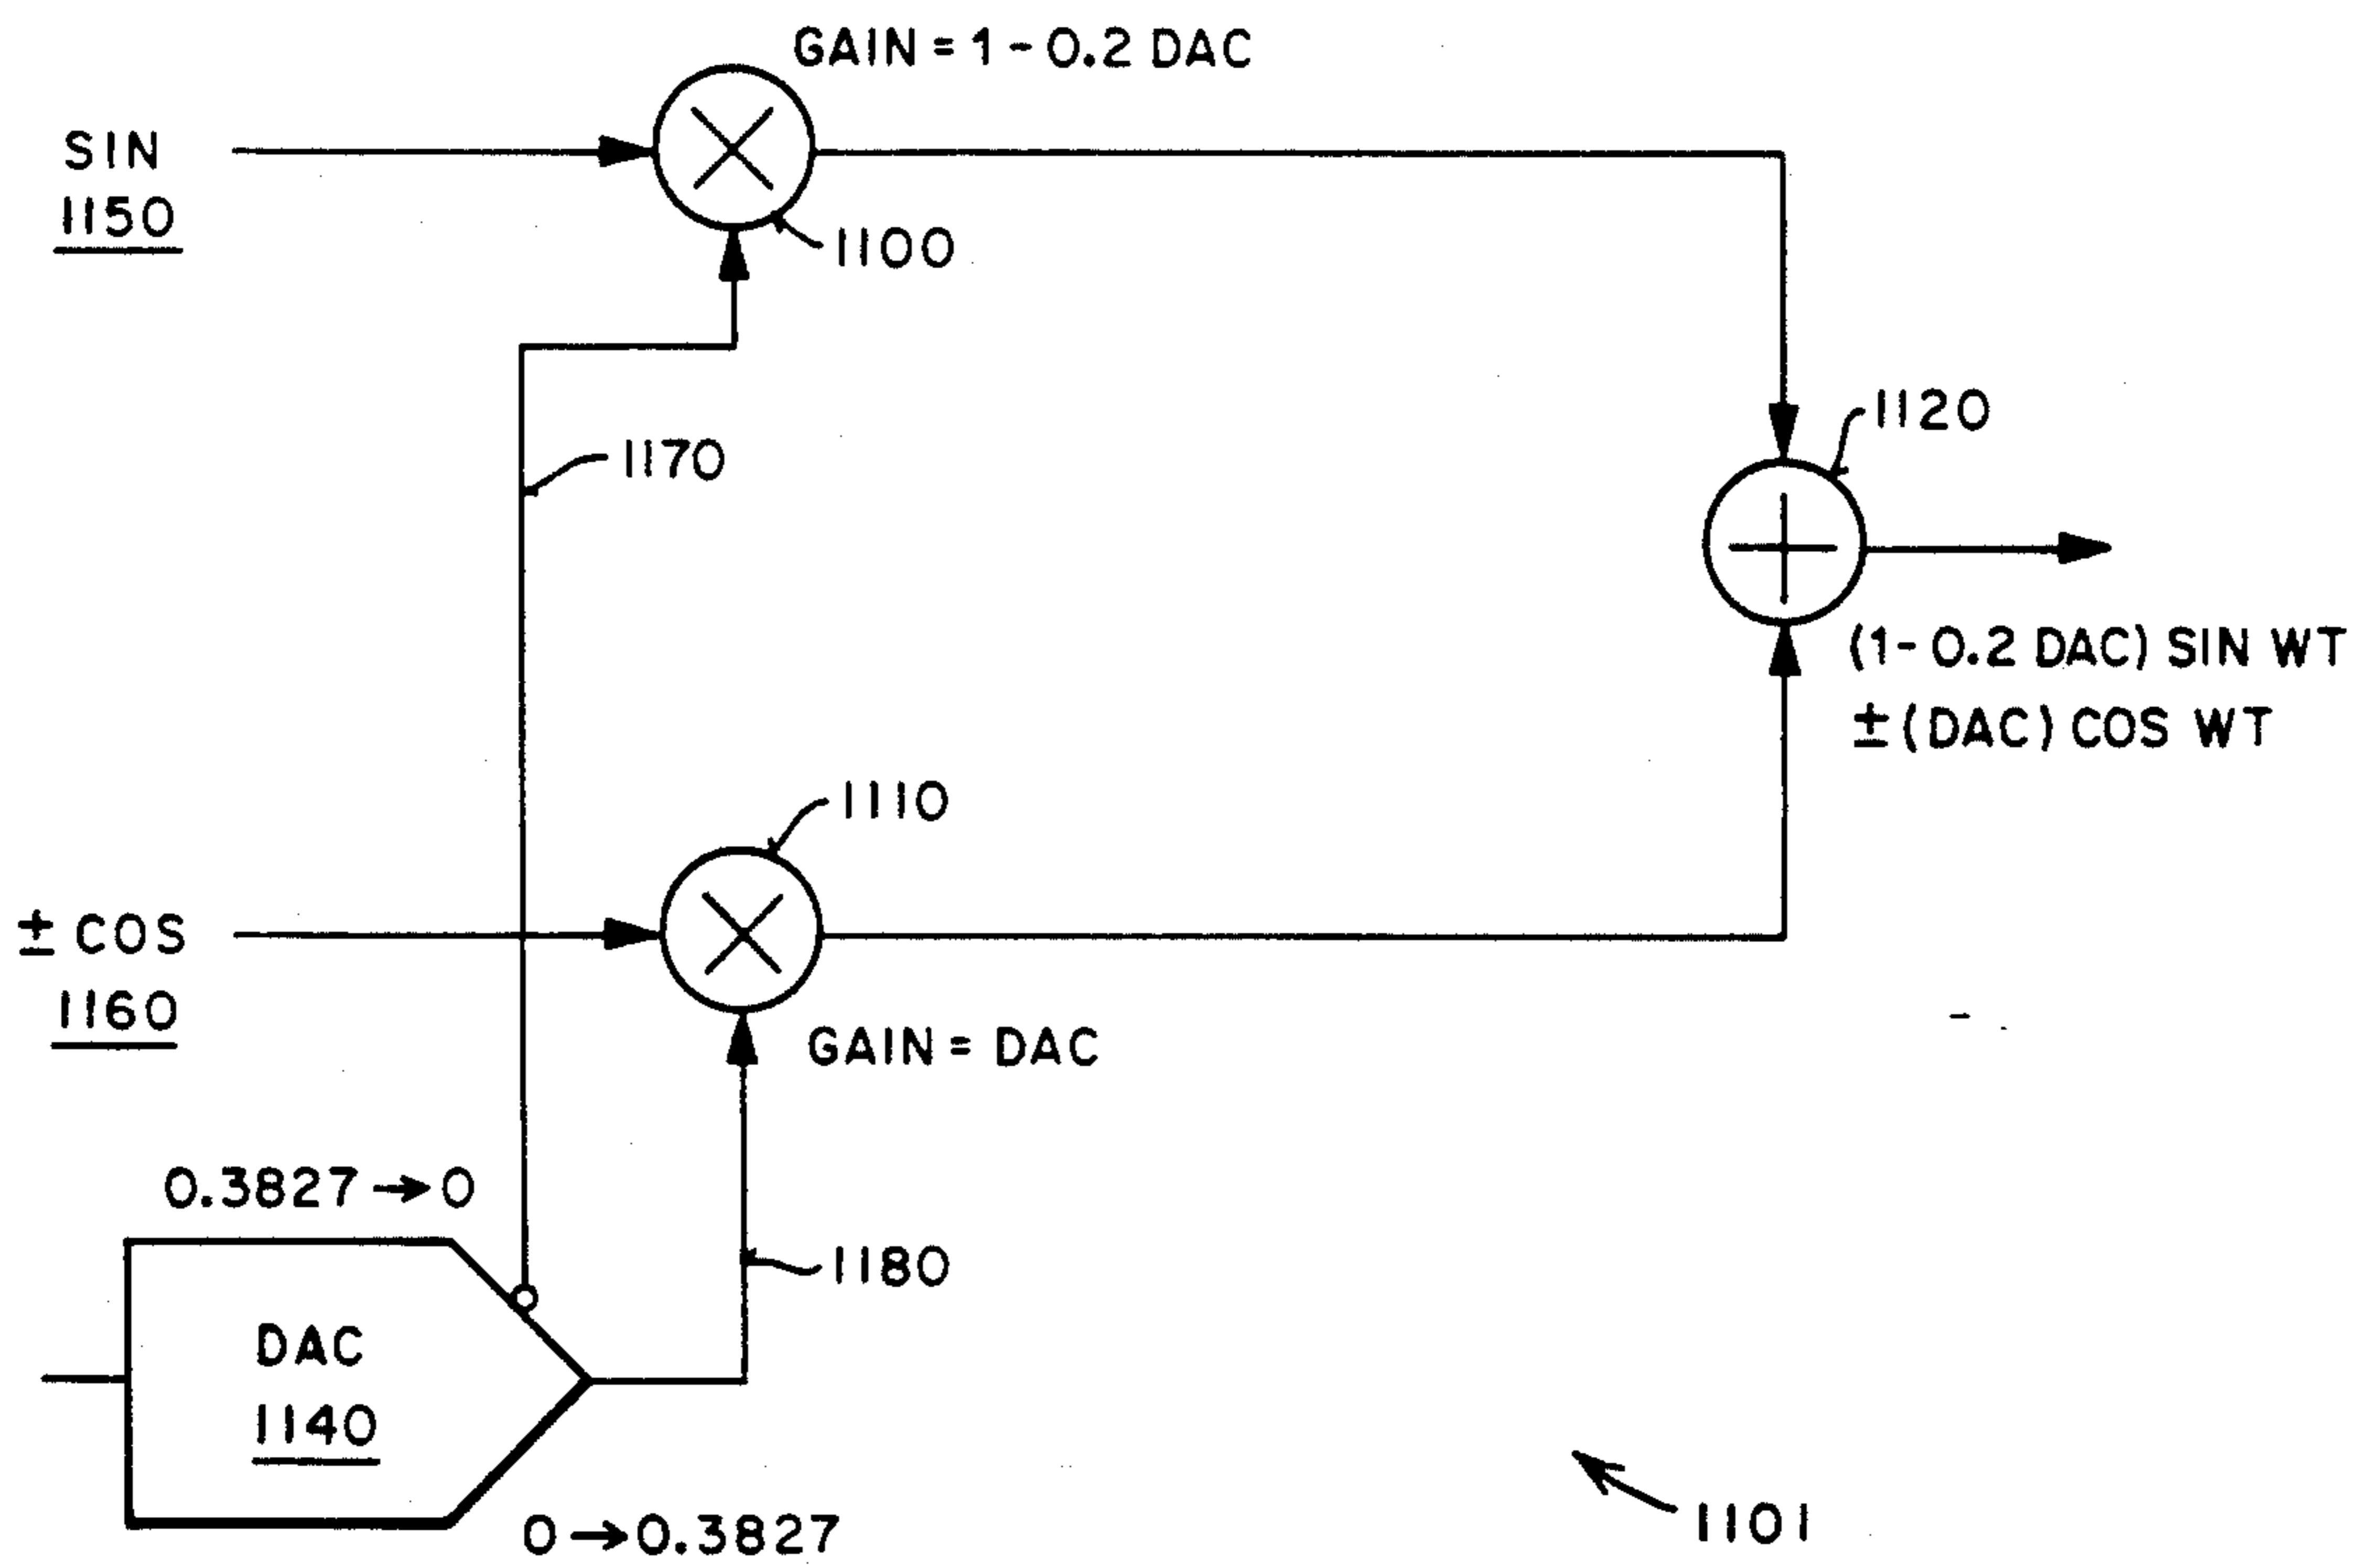 GAIN = 1 - 0.2 DAC
SIN
1150
1100
1170
1120
(1 - 0.2 DAC) SIN WT
± (DAC) COS WT
1110
± COS
1160
GAIN = DAC
0.3827 → 0
1180
DAC
1140
0 → 0.3827
1101